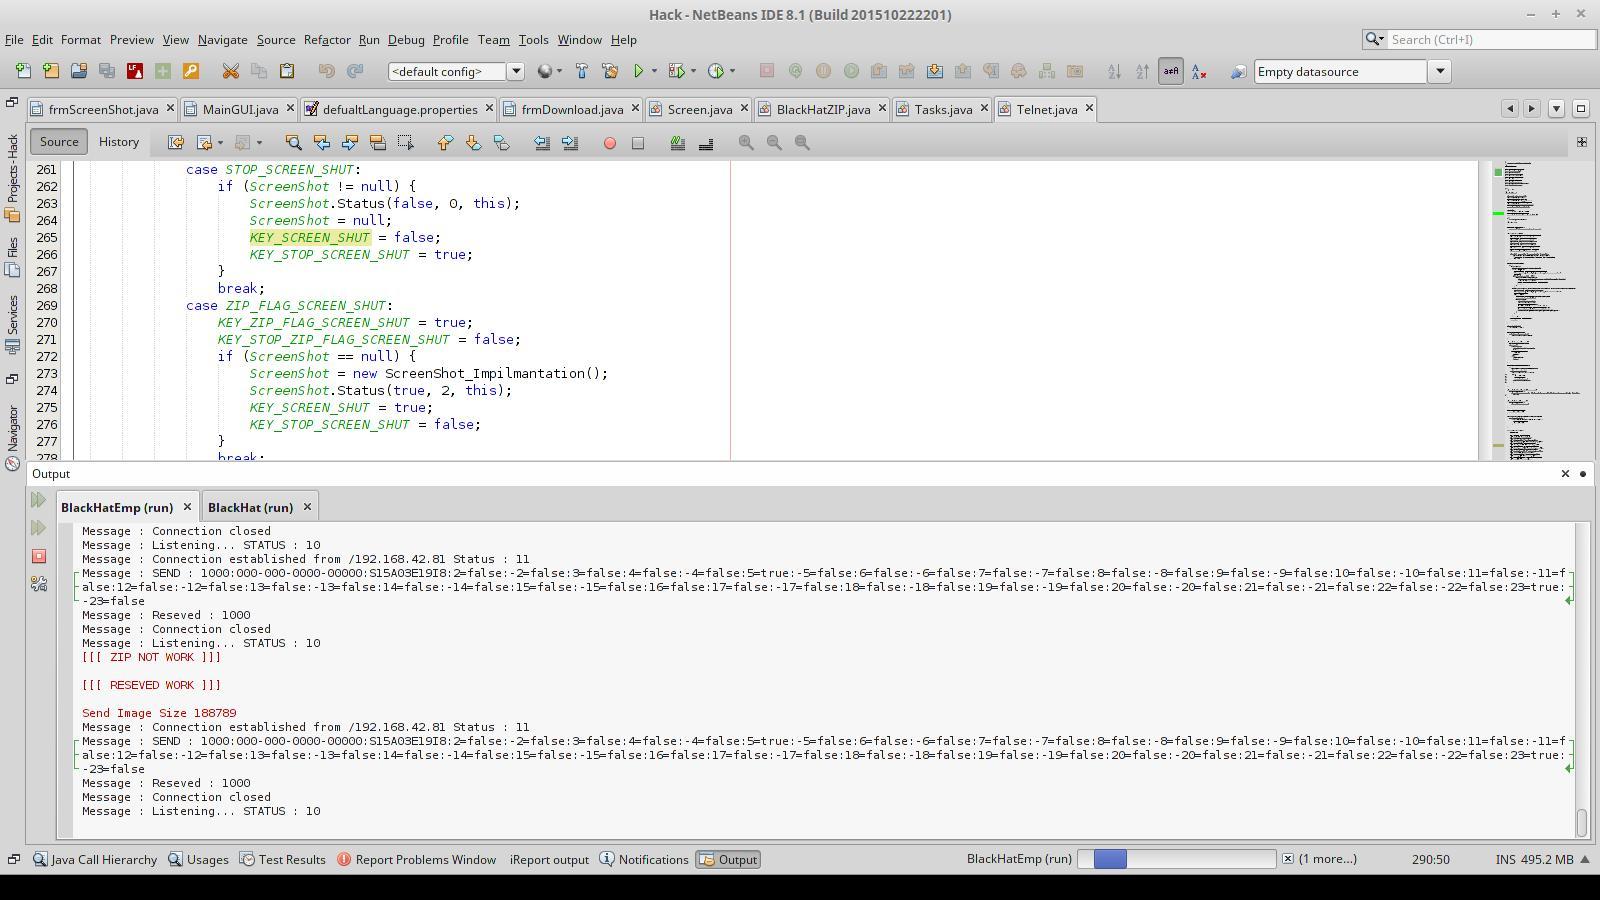 Hack - NetBeans IDE 8.1 (Build 201510222201)
File Edit Format Preview View Navigate Source Refactor Run Debug Profile Team Tools Window Help
Search (Ctrl+I)
<default config>
Empty datasource
frmScreenShot.java MainGUI.java defualtLanguage.properties frmDownload.java Screen.java BlackHatZIP.java Tasks.java Telnet.java
Source History
Projects - Hack
Files
Services
Navigator
261 case STOP_SCREEN_SHUT:
262 if (ScreenShot != null) {
263 ScreenShot.Status(false, 0, this);
264 ScreenShot = null;
265 KEY_SCREEN_SHUT = false;
266 KEY_STOP_SCREEN_SHUT = true;
267 }
268 break;
269 case ZIP_FLAG_SCREEN_SHUT:
270 KEY_ZIP_FLAG_SCREEN_SHUT = true;
271 KEY_STOP_ZIP_FLAG_SCREEN_SHUT = false;
272 if (ScreenShot == null) {
273 ScreenShot = new ScreenShot_Impilmantation();
274 ScreenShot.Status(true, 2, this);
275 KEY_SCREEN_SHUT = true;
276 KEY_STOP_SCREEN_SHUT = false;
277 }
278 break;
Output
BlackHatEmp (run) BlackHat (run)
Message : Connection closed
Message : Listening... STATUS : 10
Message : Connection established from /192.168.42.81 Status : 11
Message : SEND : 1000:000-000-0000-00000:S15A03E19I8:2=false:-2=false:3=false:4=false:-4=false:5=true:-5=false:6=false:-6=false:7=false:-7=false:8=false:-8=false:9=false:-9=false:10=false:-10=false:11=false:-11=f
alse:12=false:-12=false:13=false:-13=false:14=false:-14=false:15=false:-15=false:16=false:17=false:-17=false:18=false:-18=false:19=false:-19=false:20=false:-20=false:21=false:-21=false:22=false:-22=false:23=true:
-23=false
Message : Reseved : 1000
Message : Connection closed
Message : Listening... STATUS : 10
[[[ ZIP NOT WORK ]]]
[[[ RESEVED WORK ]]]
Send Image Size 188789
Message : Connection established from /192.168.42.81 Status : 11
Message : SEND : 1000:000-000-0000-00000:S15A03E19I8:2=false:-2=false:3=false:4=false:-4=false:5=true:-5=false:6=false:-6=false:7=false:-7=false:8=false:-8=false:9=false:-9=false:10=false:-10=false:11=false:-11=f
alse:12=false:-12=false:13=false:-13=false:14=false:-14=false:15=false:-15=false:16=false:17=false:-17=false:18=false:-18=false:19=false:-19=false:20=false:-20=false:21=false:-21=false:22=false:-22=false:23=true:
-23=false
Message : Reseved : 1000
Message : Connection closed
Message : Listening... STATUS : 10
Java Call Hierarchy Usages Test Results Report Problems Window iReport output Notifications Output BlackHatEmp (run) (1 more...) 290:50 INS 495.2 MB